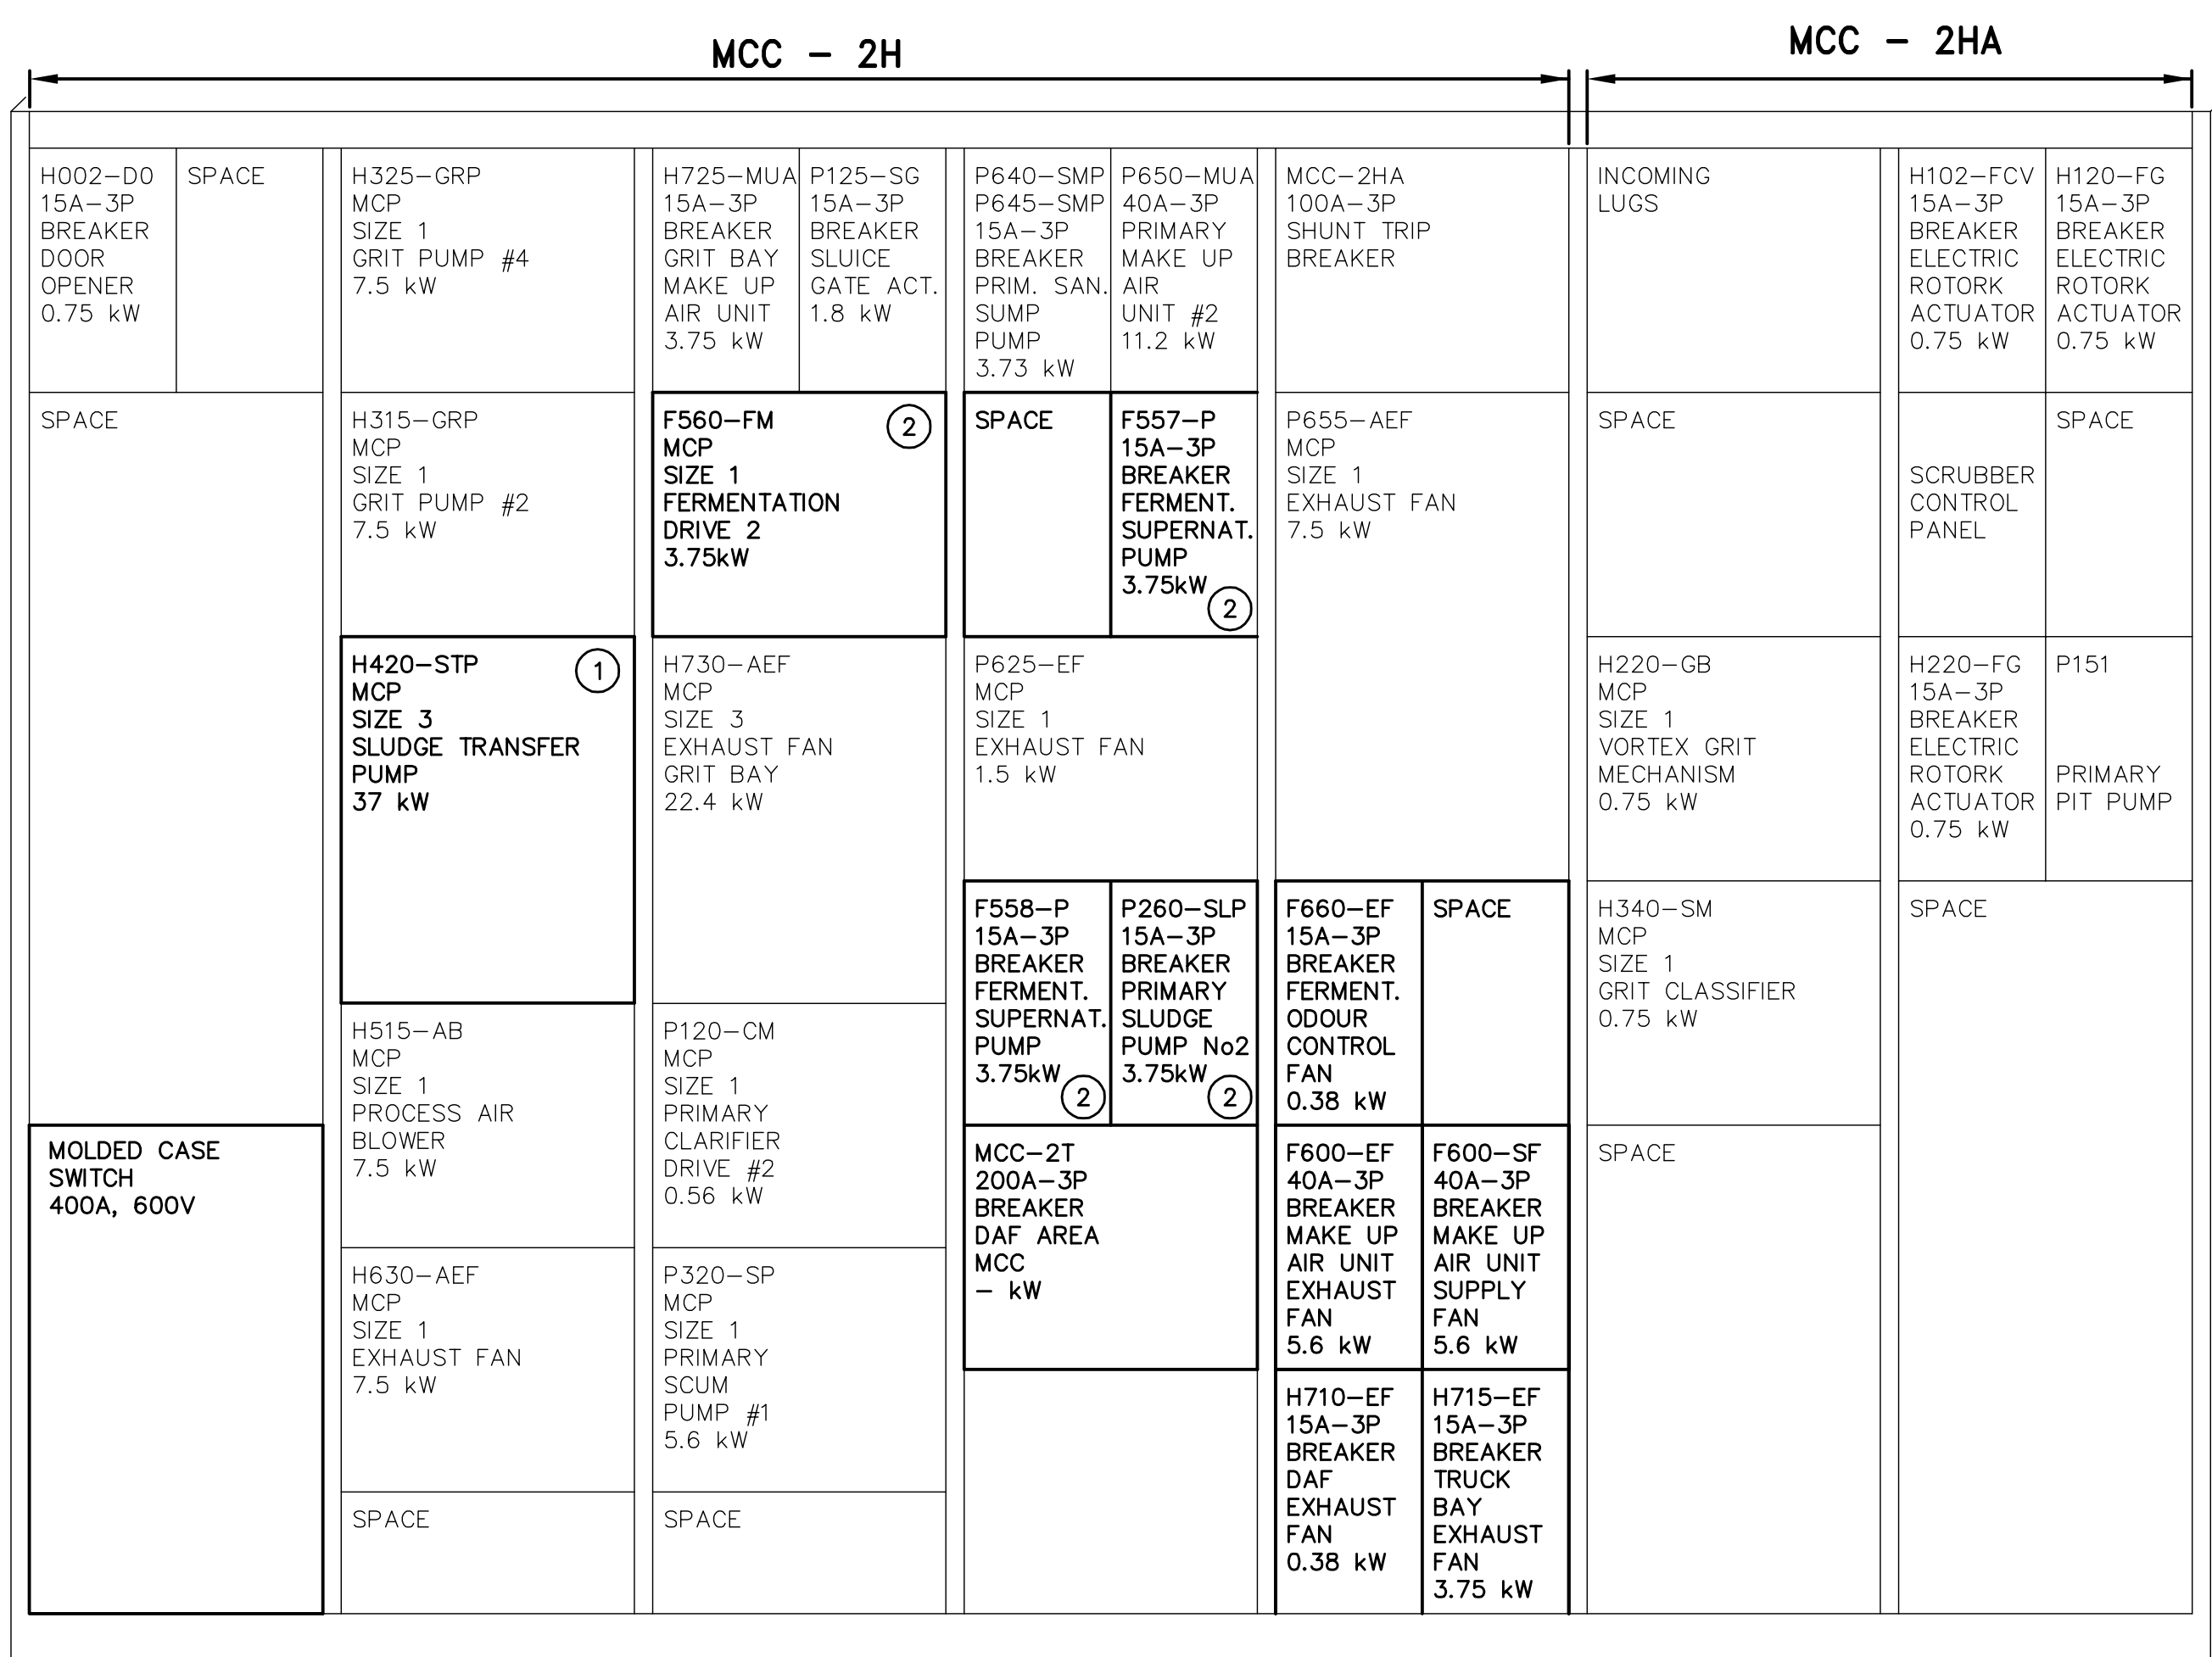 MCC - 2H
MCC - 2HA
H002-DO
15A-3P
BREAKER
DOOR
OPENER
0.75 kW
SPACE
SPACE
MOLDED CASE
SWITCH
400A, 600V
H325-GRP
MCP
SIZE 1
GRIT PUMP #4
7.5 kW
H315-GRP
MCP
SIZE 1
GRIT PUMP #2
7.5 kW
H420-STP
1
MCP
SIZE 3
SLUDGE TRANSFER
PUMP
37 kW
H515-AB
MCP
SIZE 1
PROCESS AIR
BLOWER
7.5 kW
H630-AEF
MCP
SIZE 1
EXHAUST FAN
7.5 kW
SPACE
H725-MUA
15A-3P
BREAKER
GRIT BAY
MAKE UP
AIR UNIT
3.75 kW
P125-SG
15A-3P
BREAKER
SLUICE
GATE ACT.
1.8 kW
F560-FM
2
MCP
SIZE 1
FERMENTATION
DRIVE 2
3.75kW
H730-AEF
MCP
SIZE 3
EXHAUST FAN
GRIT BAY
22.4 kW
P120-CM
MCP
SIZE 1
PRIMARY
CLARIFIER
DRIVE #2
0.56 kW
P320-SP
MCP
SIZE 1
PRIMARY
SCUM
PUMP #1
5.6 kW
SPACE
P640-SMP
P645-SMP
15A-3P
BREAKER
PRIM. SAN.
SUMP
PUMP
3.73 kW
P650-MUA
40A-3P
PRIMARY
MAKE UP
AIR
UNIT #2
11.2 kW
SPACE
F557-P
15A-3P
BREAKER
FERMENT.
SUPERNAT.
PUMP
3.75kW
2
P625-EF
MCP
SIZE 1
EXHAUST FAN
1.5 kW
F558-P
15A-3P
BREAKER
FERMENT.
SUPERNAT.
PUMP
3.75kW
2
P260-SLP
15A-3P
BREAKER
PRIMARY
SLUDGE
PUMP No2
3.75kW
2
MCC-2T
200A-3P
BREAKER
DAF AREA
MCC
- kW
MCC-2HA
100A-3P
SHUNT TRIP
BREAKER
P655-AEF
MCP
SIZE 1
EXHAUST FAN
7.5 kW
F660-EF
15A-3P
BREAKER
FERMENT.
ODOUR
CONTROL
FAN
0.38 kW
SPACE
F600-EF
40A-3P
BREAKER
MAKE UP
AIR UNIT
EXHAUST
FAN
5.6 kW
F600-SF
40A-3P
BREAKER
MAKE UP
AIR UNIT
SUPPLY
FAN
5.6 kW
H710-EF
15A-3P
BREAKER
DAF
EXHAUST
FAN
0.38 kW
H715-EF
15A-3P
BREAKER
TRUCK
BAY
EXHAUST
FAN
3.75 kW
INCOMING
LUGS
SPACE
H220-GB
MCP
SIZE 1
VORTEX GRIT
MECHANISM
0.75 kW
H340-SM
MCP
SIZE 1
GRIT CLASSIFIER
0.75 kW
SPACE
H102-FCV
15A-3P
BREAKER
ELECTRIC
ROTORK
ACTUATOR
0.75 kW
H120-FG
15A-3P
BREAKER
ELECTRIC
ROTORK
ACTUATOR
0.75 kW
SCRUBBER
CONTROL
PANEL
SPACE
H220-FG
15A-3P
BREAKER
ELECTRIC
ROTORK
ACTUATOR
0.75 kW
P151
PRIMARY
PIT PUMP
SPACE